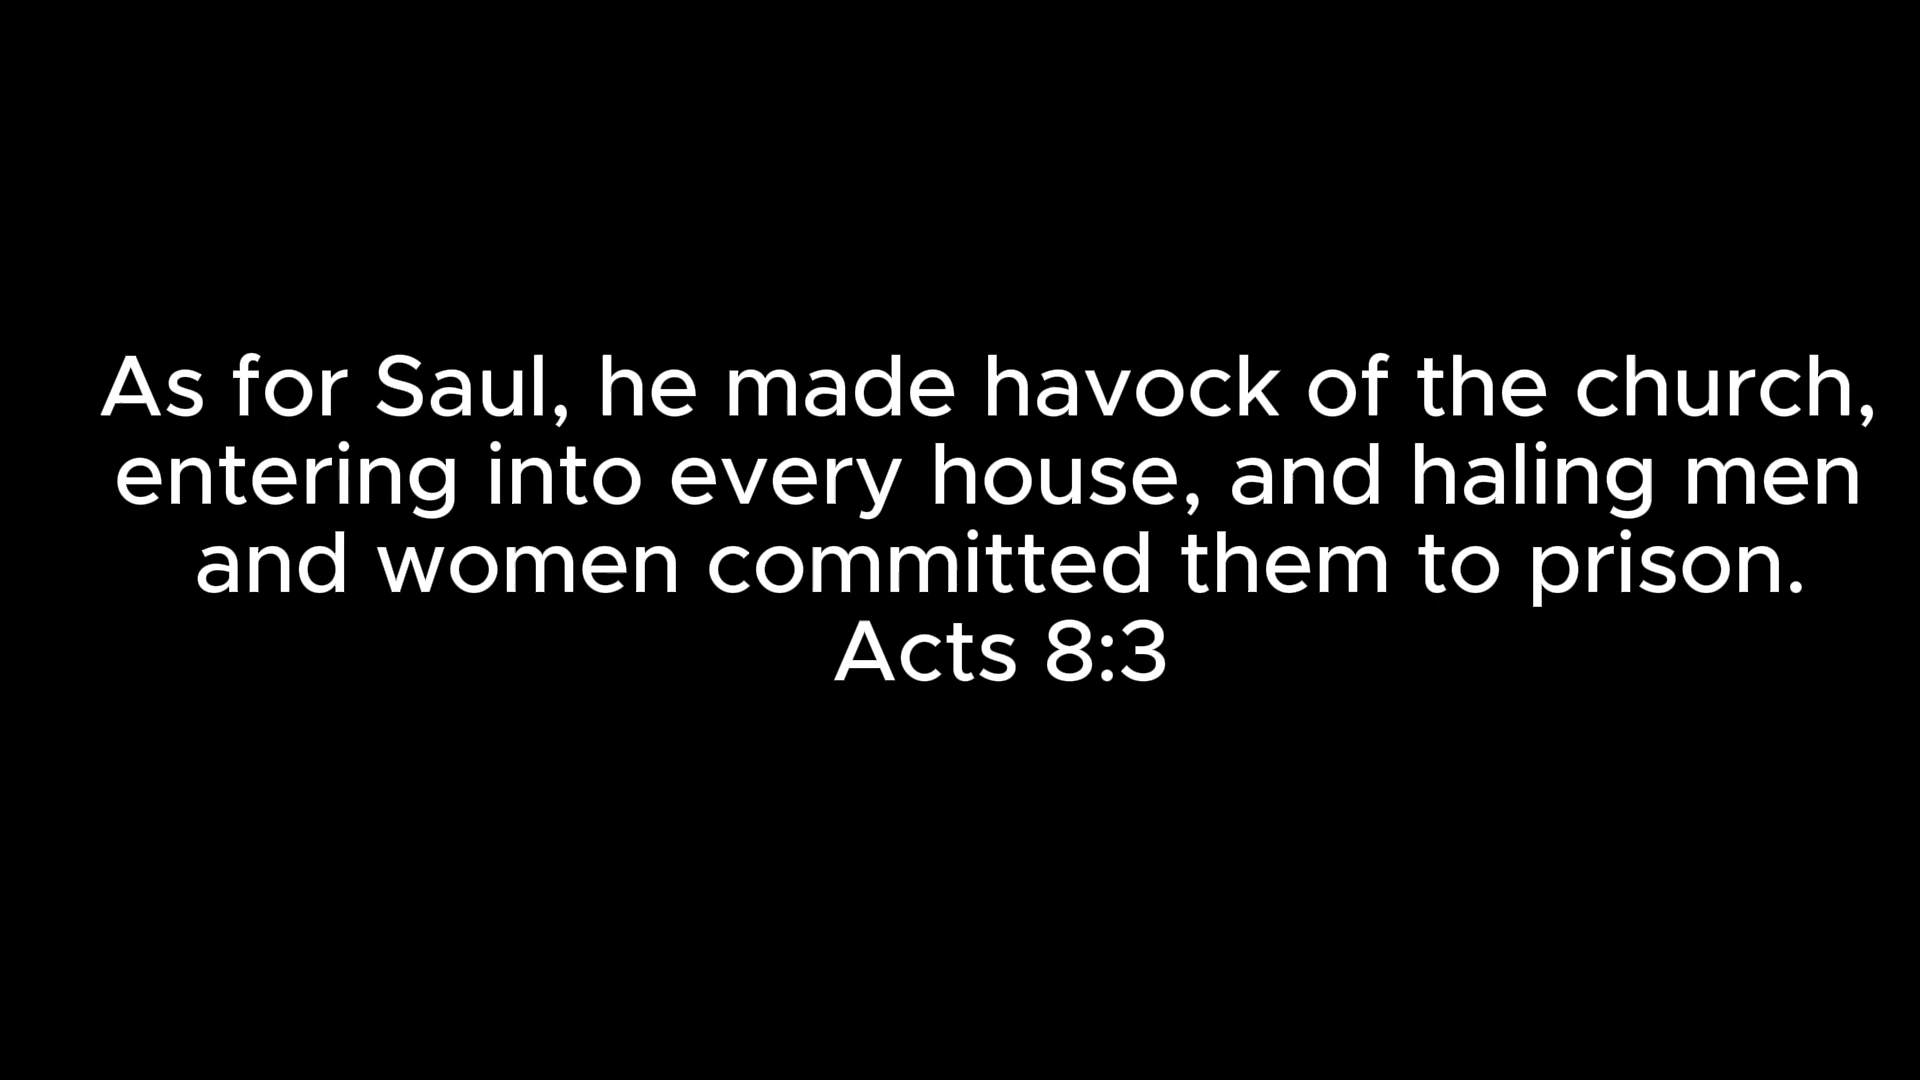 As for Saul, he made havock of the church,
entering into every house, and haling men
and women committed them to prison.
Acts 8:3